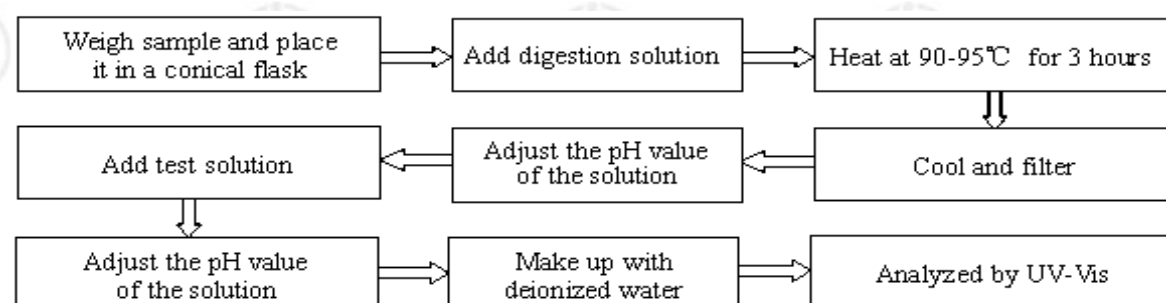 Weigh sample and place
it in a conical flask
Add digestion solution
Heat at 90-95℃ for 3 hours
Cool and filter
Adjust the pH value
of the solution
Add test solution
Adjust the pH value
of the solution
Make up with
deionized water
Analyzed by UV-Vis